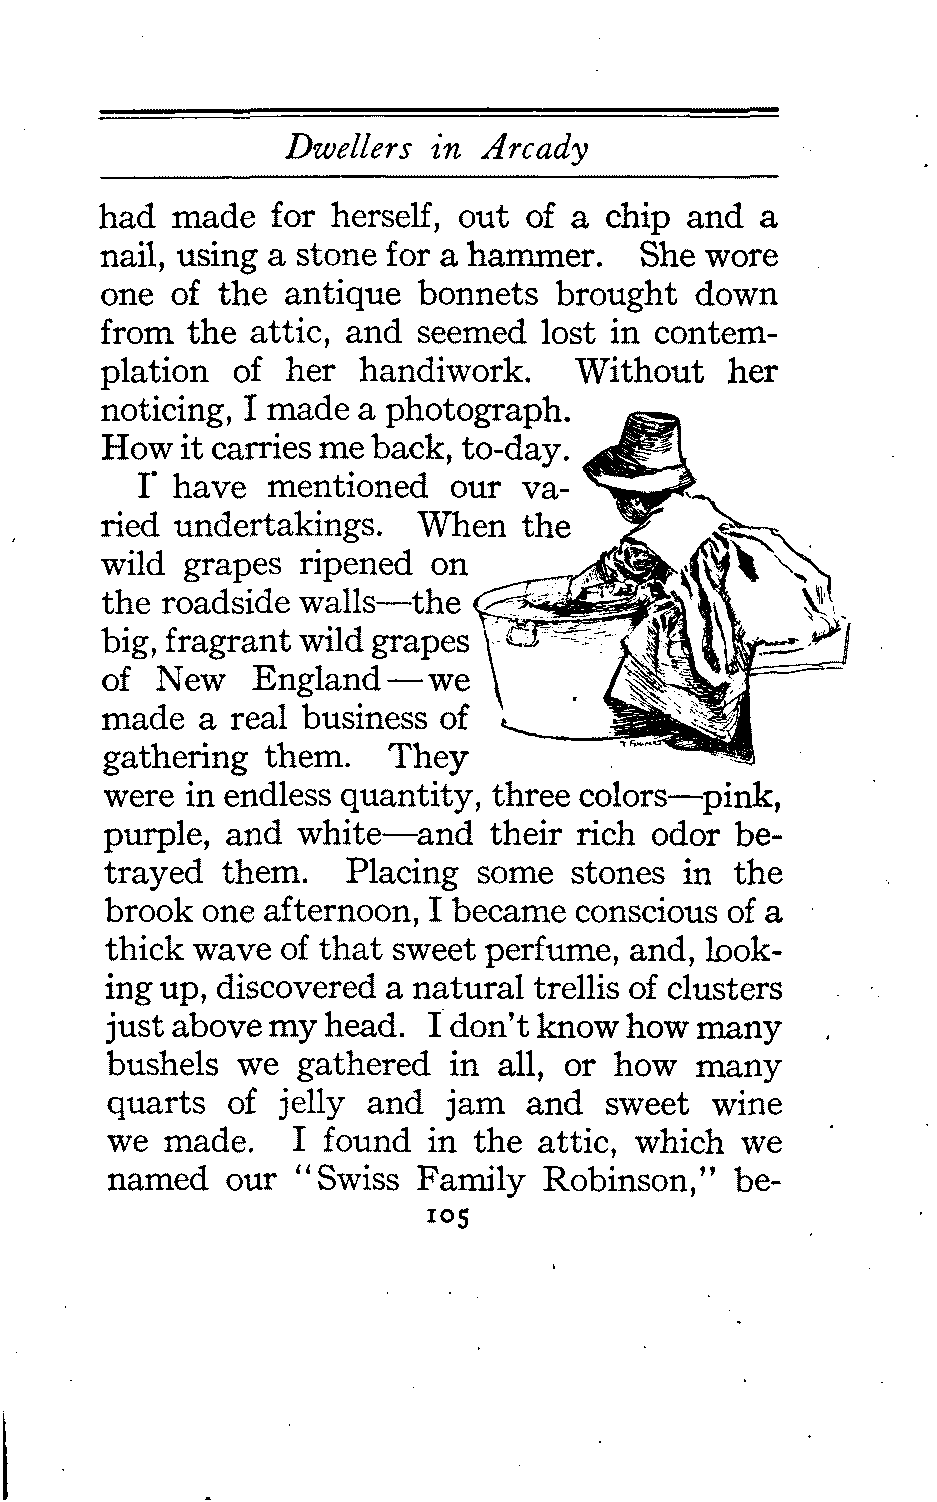 Dwellers in Arcady
had made for herself, out of a chip and a
nail, using a stone for a hammer. She wore
one of the antique bonnets brought down
from the attic, and seemed lost in contem-
plation of her handiwork. Without her
noticing, I made a photograph.
How it carries me back, to-day.
I have mentioned our va-
ried undertakings. When the
wild grapes ripened on
the roadside walls—the
big, fragrant wild grapes
of New England—we
made a real business of
gathering them. They
were in endless quantity, three colors—pink,
purple, and white—and their rich odor be-
trayed them. Placing some stones in the
brook one afternoon, I became conscious of a
thick wave of that sweet perfume, and, look-
ing up, discovered a natural trellis of clusters
just above my head. I don't know how many
bushels we gathered in all, or how many
quarts of jelly and jam and sweet wine
we made. I found in the attic, which we
named our "Swiss Family Robinson," be-
105